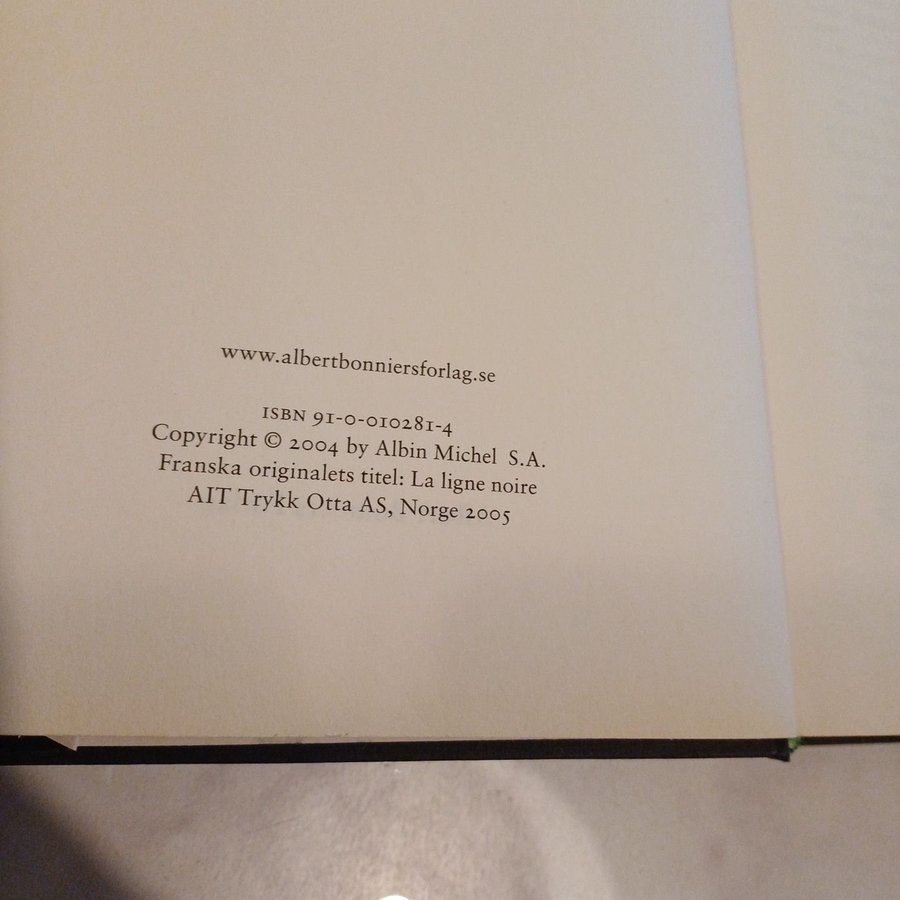 www.albertbonniersforlag.se
ISBN 91-0-010281-4
Copyright © 2004 by Albin Michel S.A.
Franska originalets titel: La ligne noire
AIT Trykk Otta AS, Norge 2005